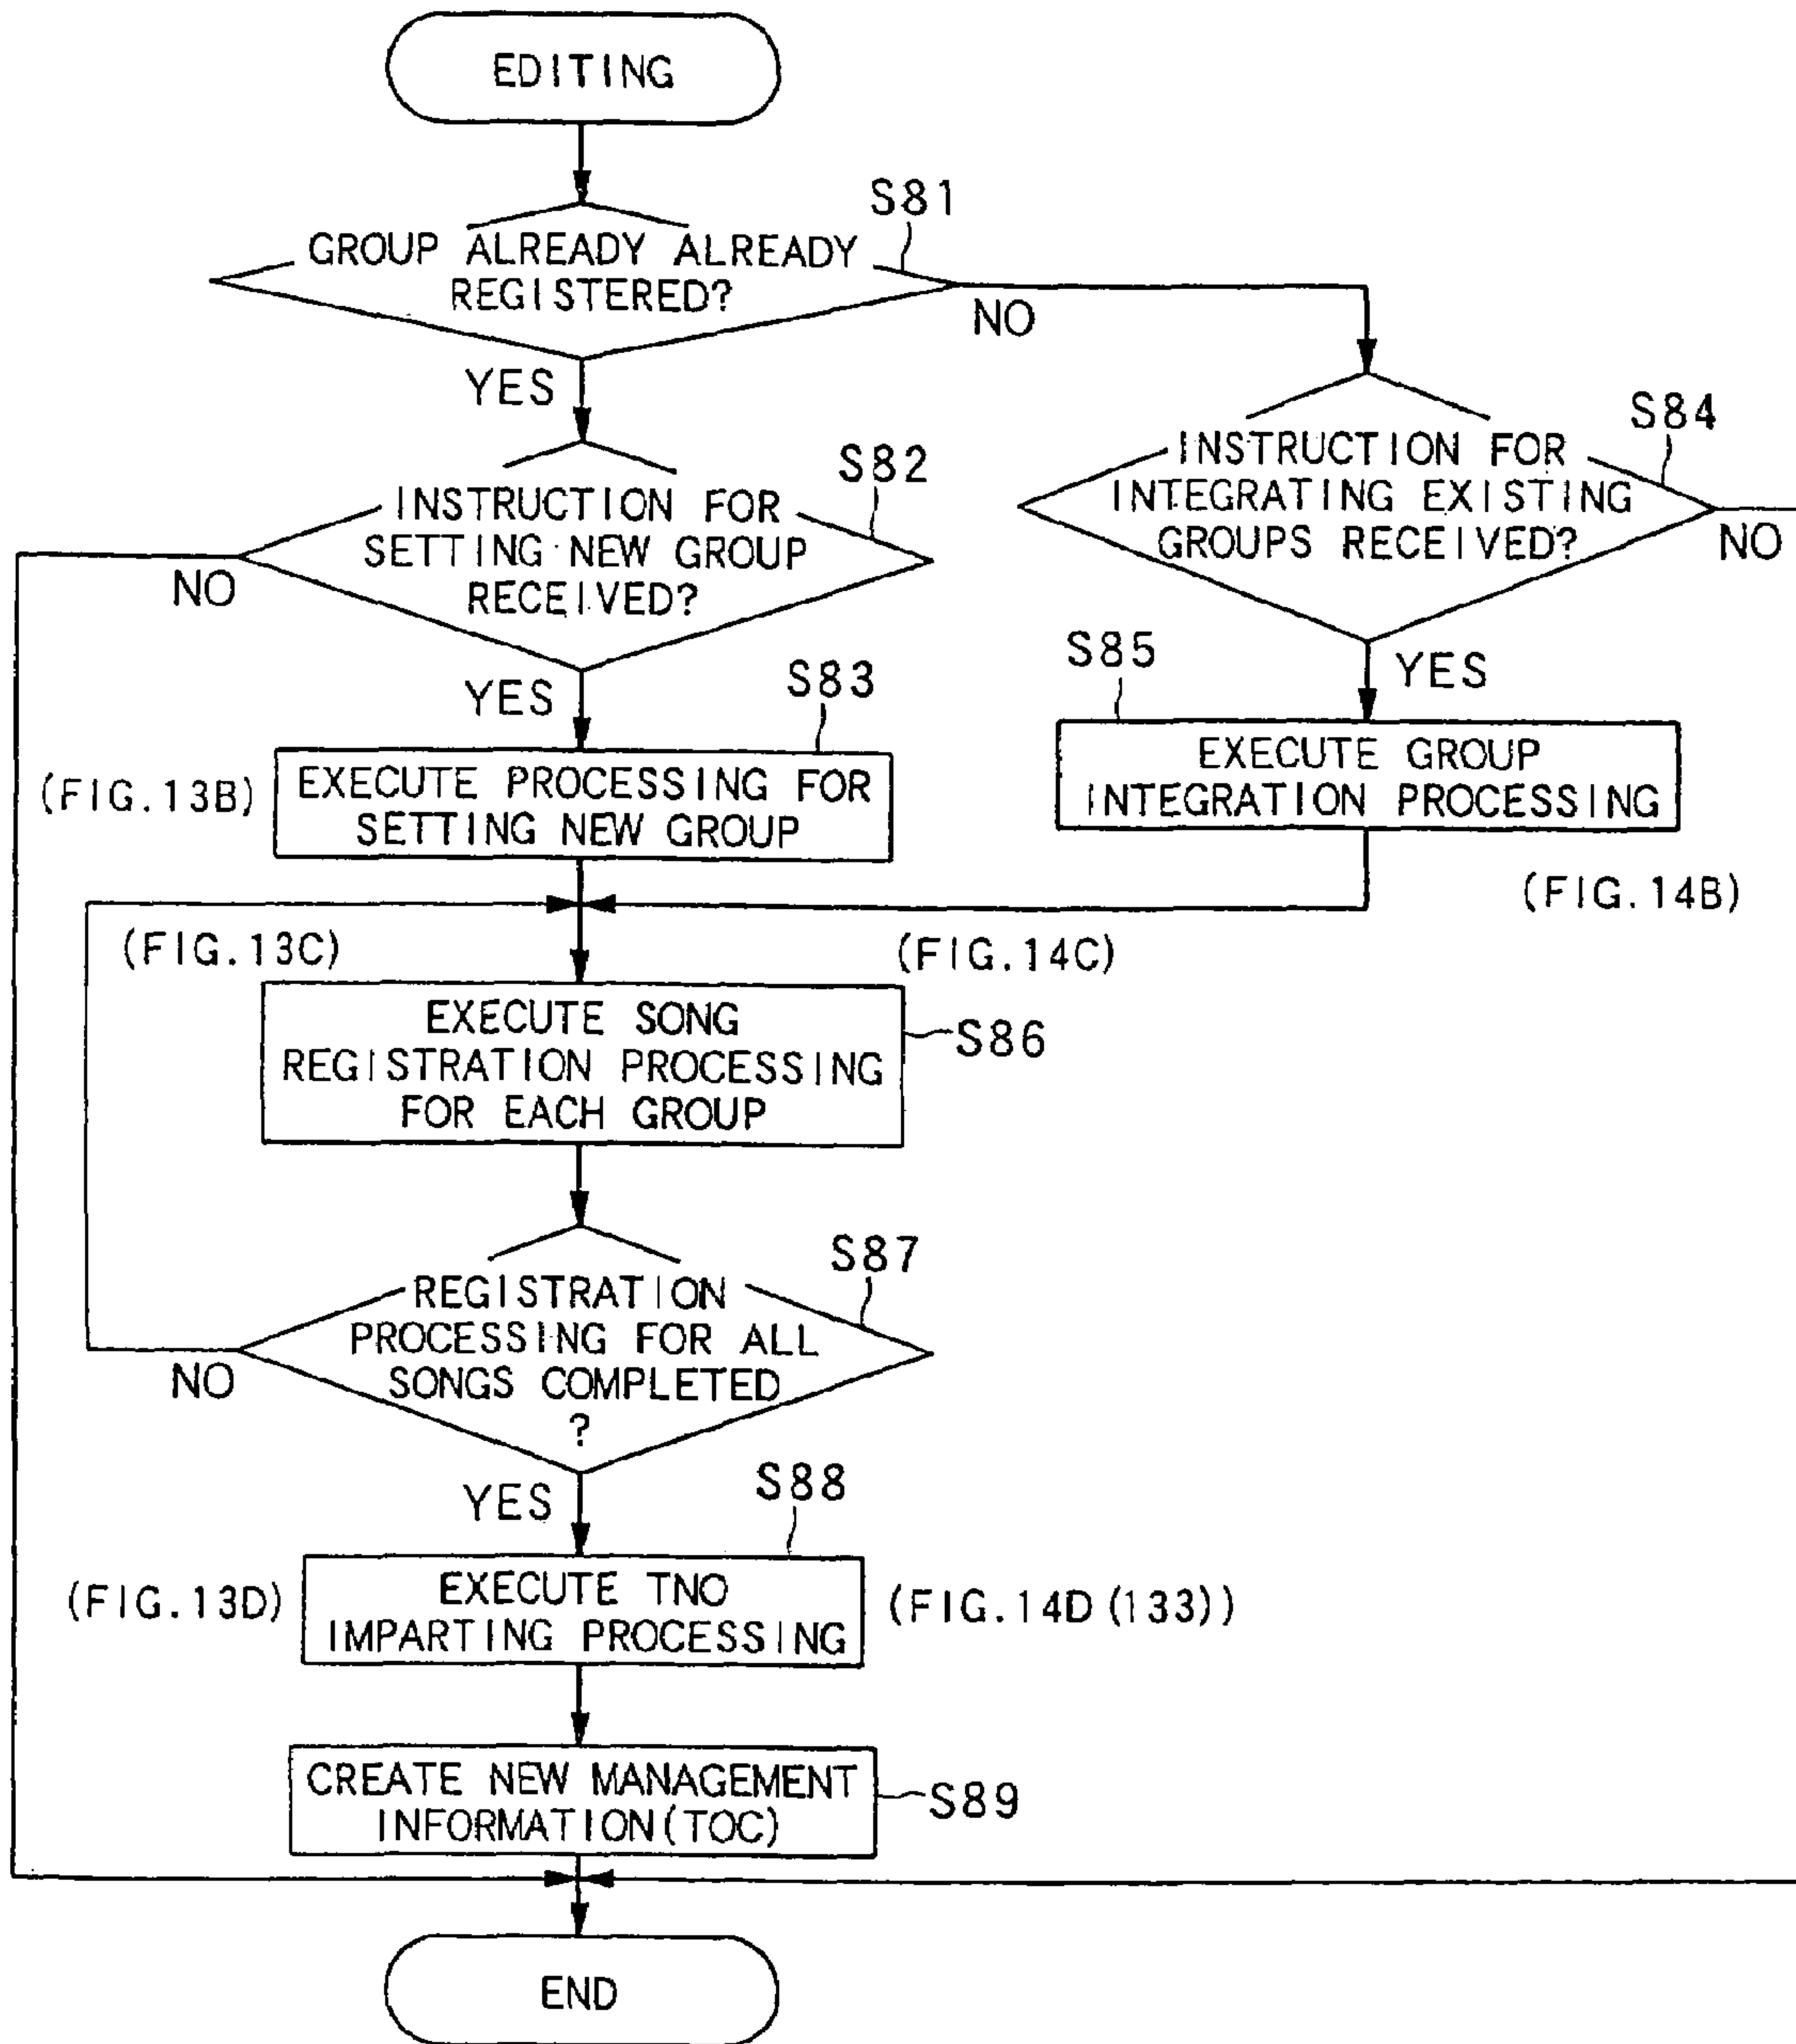 EDITING
S81
GROUP ALREADY ALREADY
REGISTERED?
NO
YES
S82
INSTRUCTION FOR
SETTING NEW GROUP
RECEIVED?
NO
YES
S84
INSTRUCTION FOR
INTEGRATING EXISTING
GROUPS RECEIVED?
NO
YES
S83
(FIG.13B)
EXECUTE PROCESSING FOR
SETTING NEW GROUP
S85
EXECUTE GROUP
INTEGRATION PROCESSING
(FIG.14B)
(FIG.13C)
(FIG.14C)
EXECUTE SONG
REGISTRATION PROCESSING
FOR EACH GROUP
S86
S87
REGISTRATION
PROCESSING FOR ALL
SONGS COMPLETED
?
NO
YES
S88
(FIG.13D)
EXECUTE TNO
IMPARTING PROCESSING
(FIG.14D(133))
CREATE NEW MANAGEMENT
INFORMATION(TOC)
S89
END